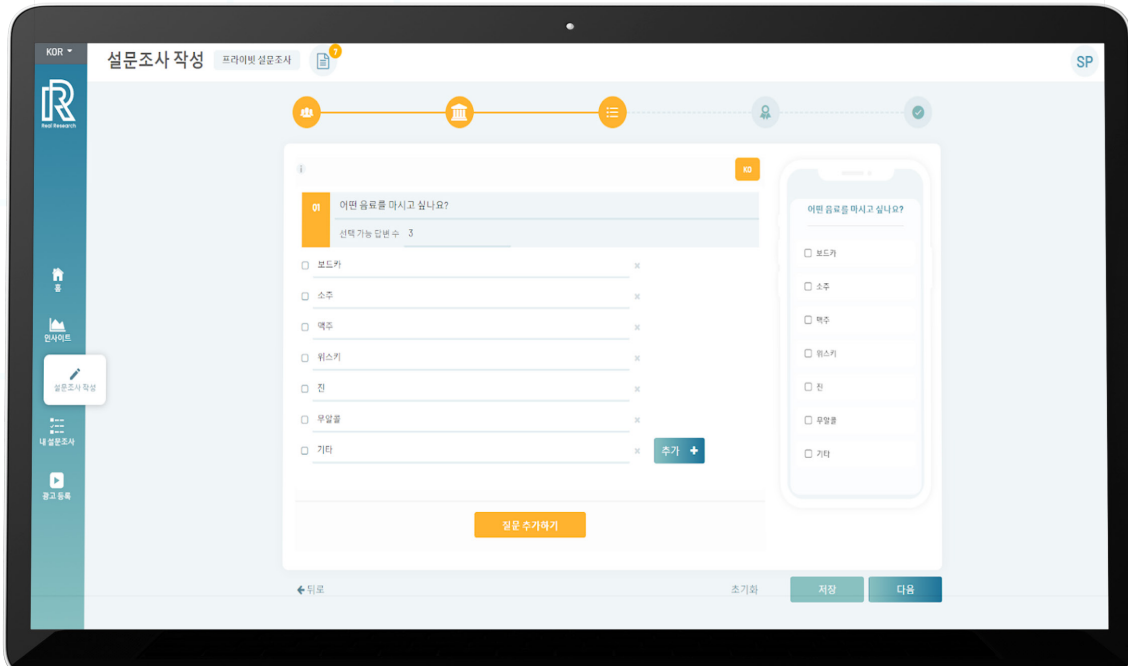 KOR
설문조사 작성
프라이빗 설문조사
?
SP
R
Real Research
홈
인사이트
설문조사 작성
내 설문조사
광고 등록
KO
01
어떤 음료를 마시고 싶나요?
선택 가능 답변 수 3
보드카
소주
맥주
위스키
진
무알콜
기타
추가 +
질문 추가하기
뒤로
초기화
저장
다음
어떤 음료를 마시고 싶나요?
보드카
소주
맥주
위스키
진
무알콜
기타